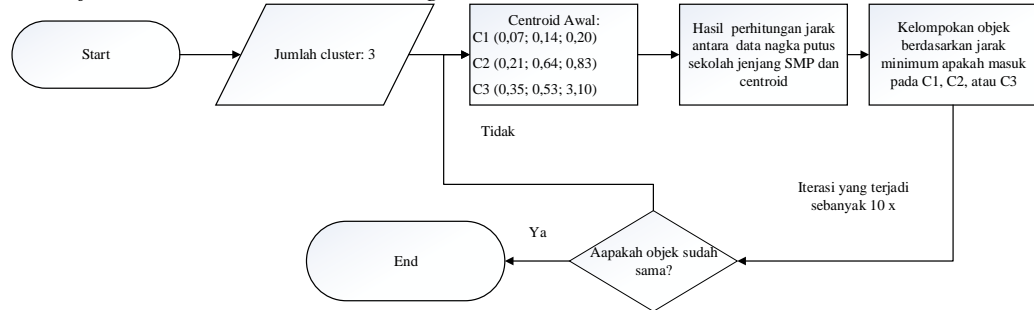 Start
Jumlah cluster: 3
Centroid Awal:
C1 (0,07; 0,14; 0,20)
C2 (0,21; 0,64; 0,83)
C3 (0,35; 0,53; 3,10)
Hasil perhitungan jarak
antara data nagka putus
sekolah jenjang SMP dan
centroid
Kelompokan objek
berdasarkan jarak
minimum apakah masuk
pada C1, C2, atau C3
Tidak
Iterasi yang terjadi
sebanyak 10 x
Aapakah objek sudah
sama?
Ya
End